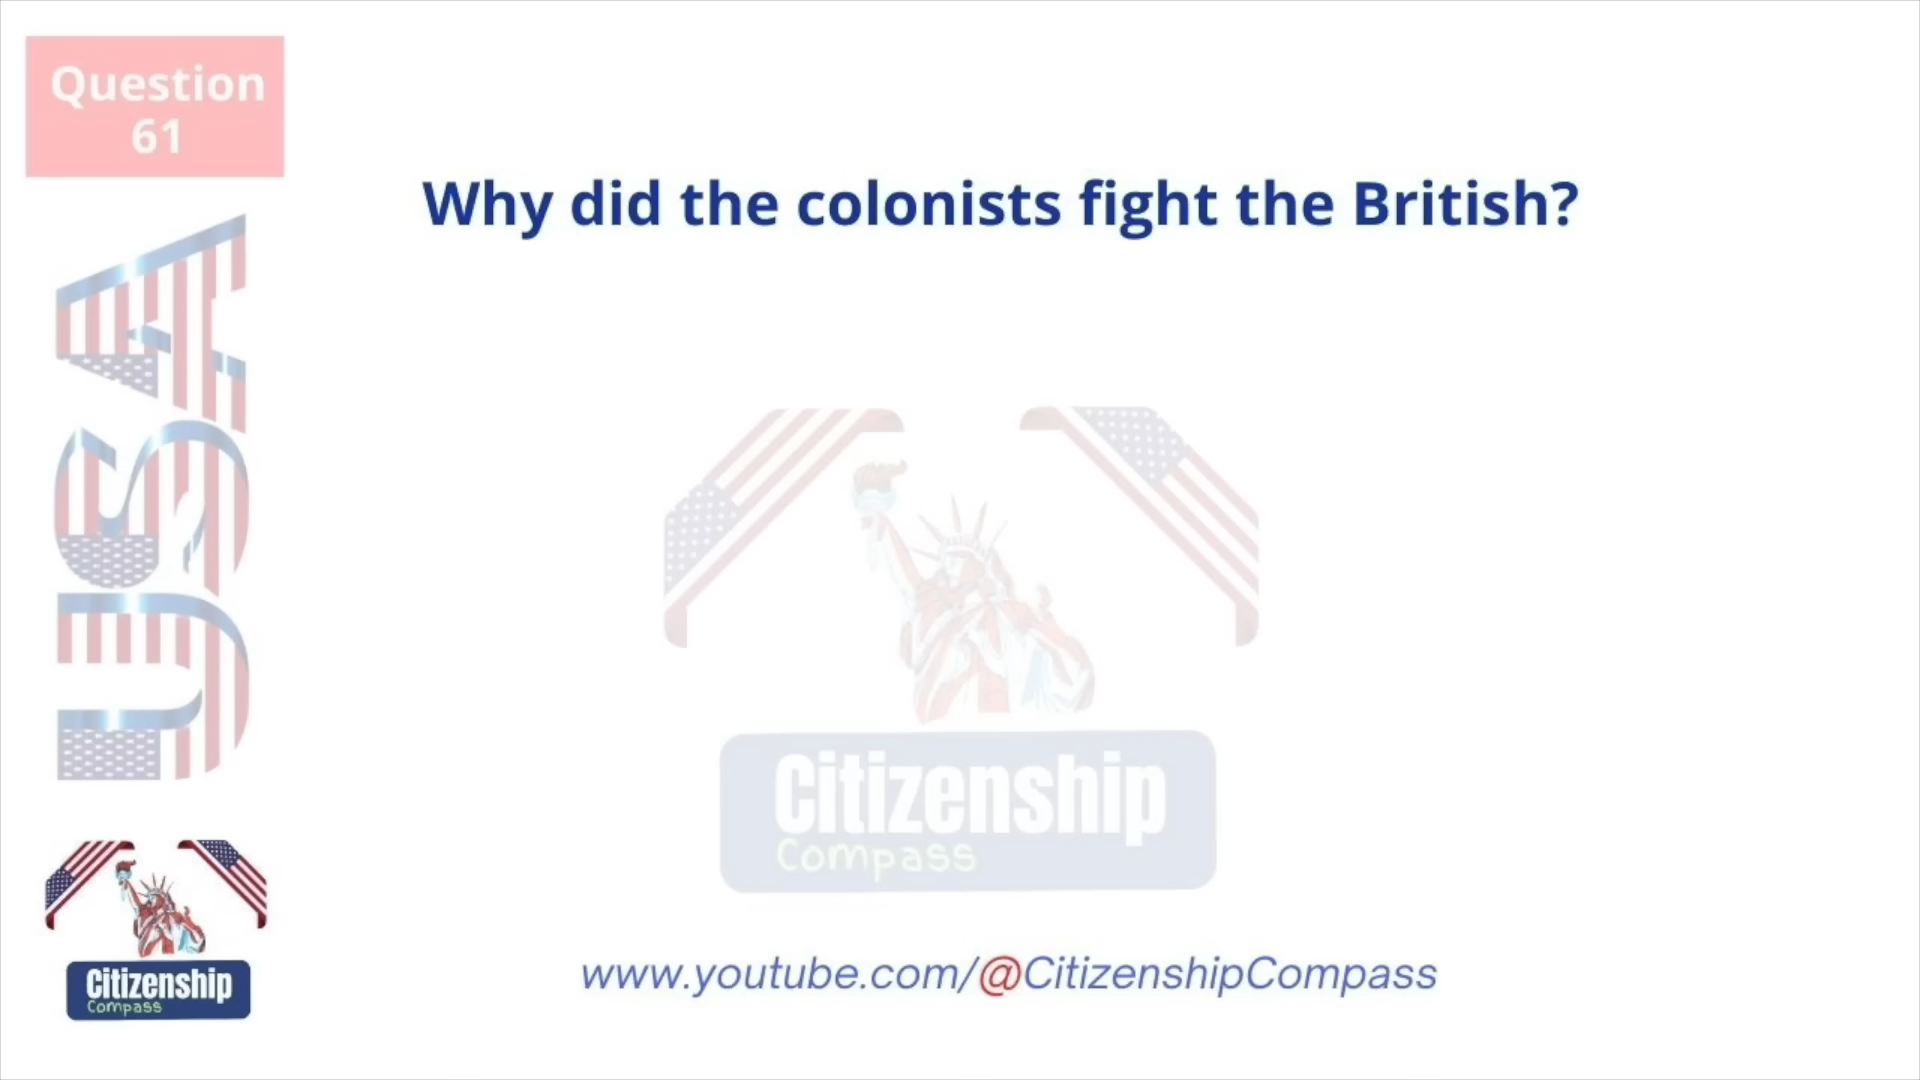 Question
61
Why did the colonists fight the British?
USA
Citizenship
Compass
Citizenship
Compass
www.youtube.com/@CitizenshipCompass